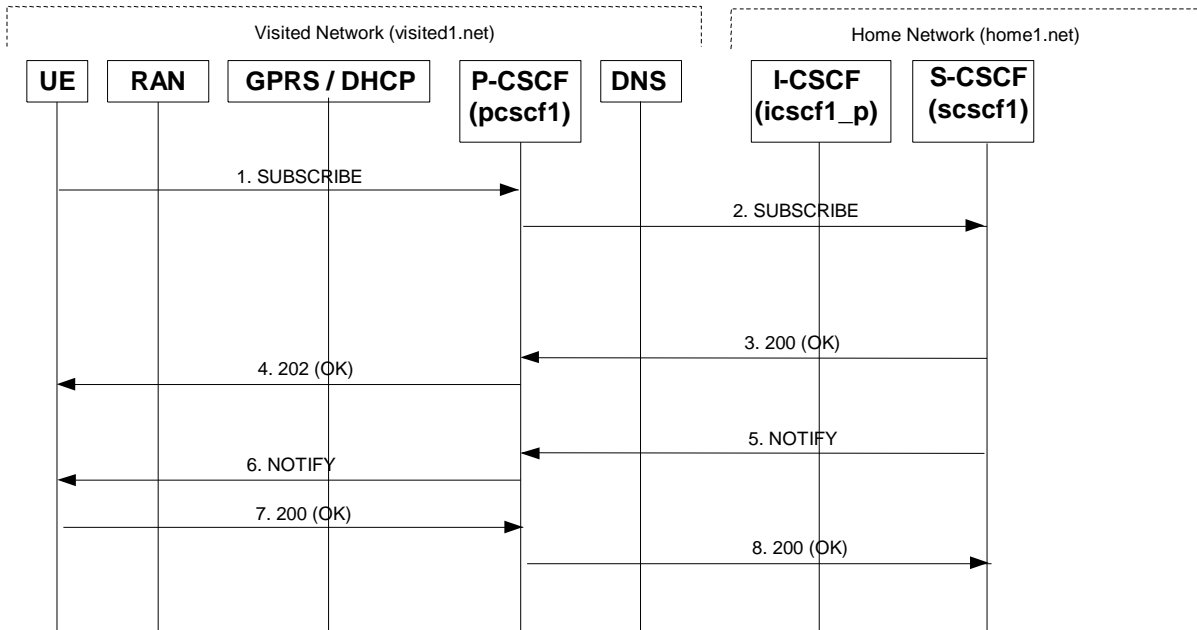 Visited Network (visited1.net)
Home Network (home1.net)
UE
RAN
GPRS / DHCP
P-CSCF
(pcscf1)
DNS
I-CSCF
(icscf1_p)
S-CSCF
(scscf1)
1. SUBSCRIBE
2. SUBSCRIBE
3. 200 (OK)
4. 202 (OK)
5. NOTIFY
6. NOTIFY
7. 200 (OK)
8. 200 (OK)